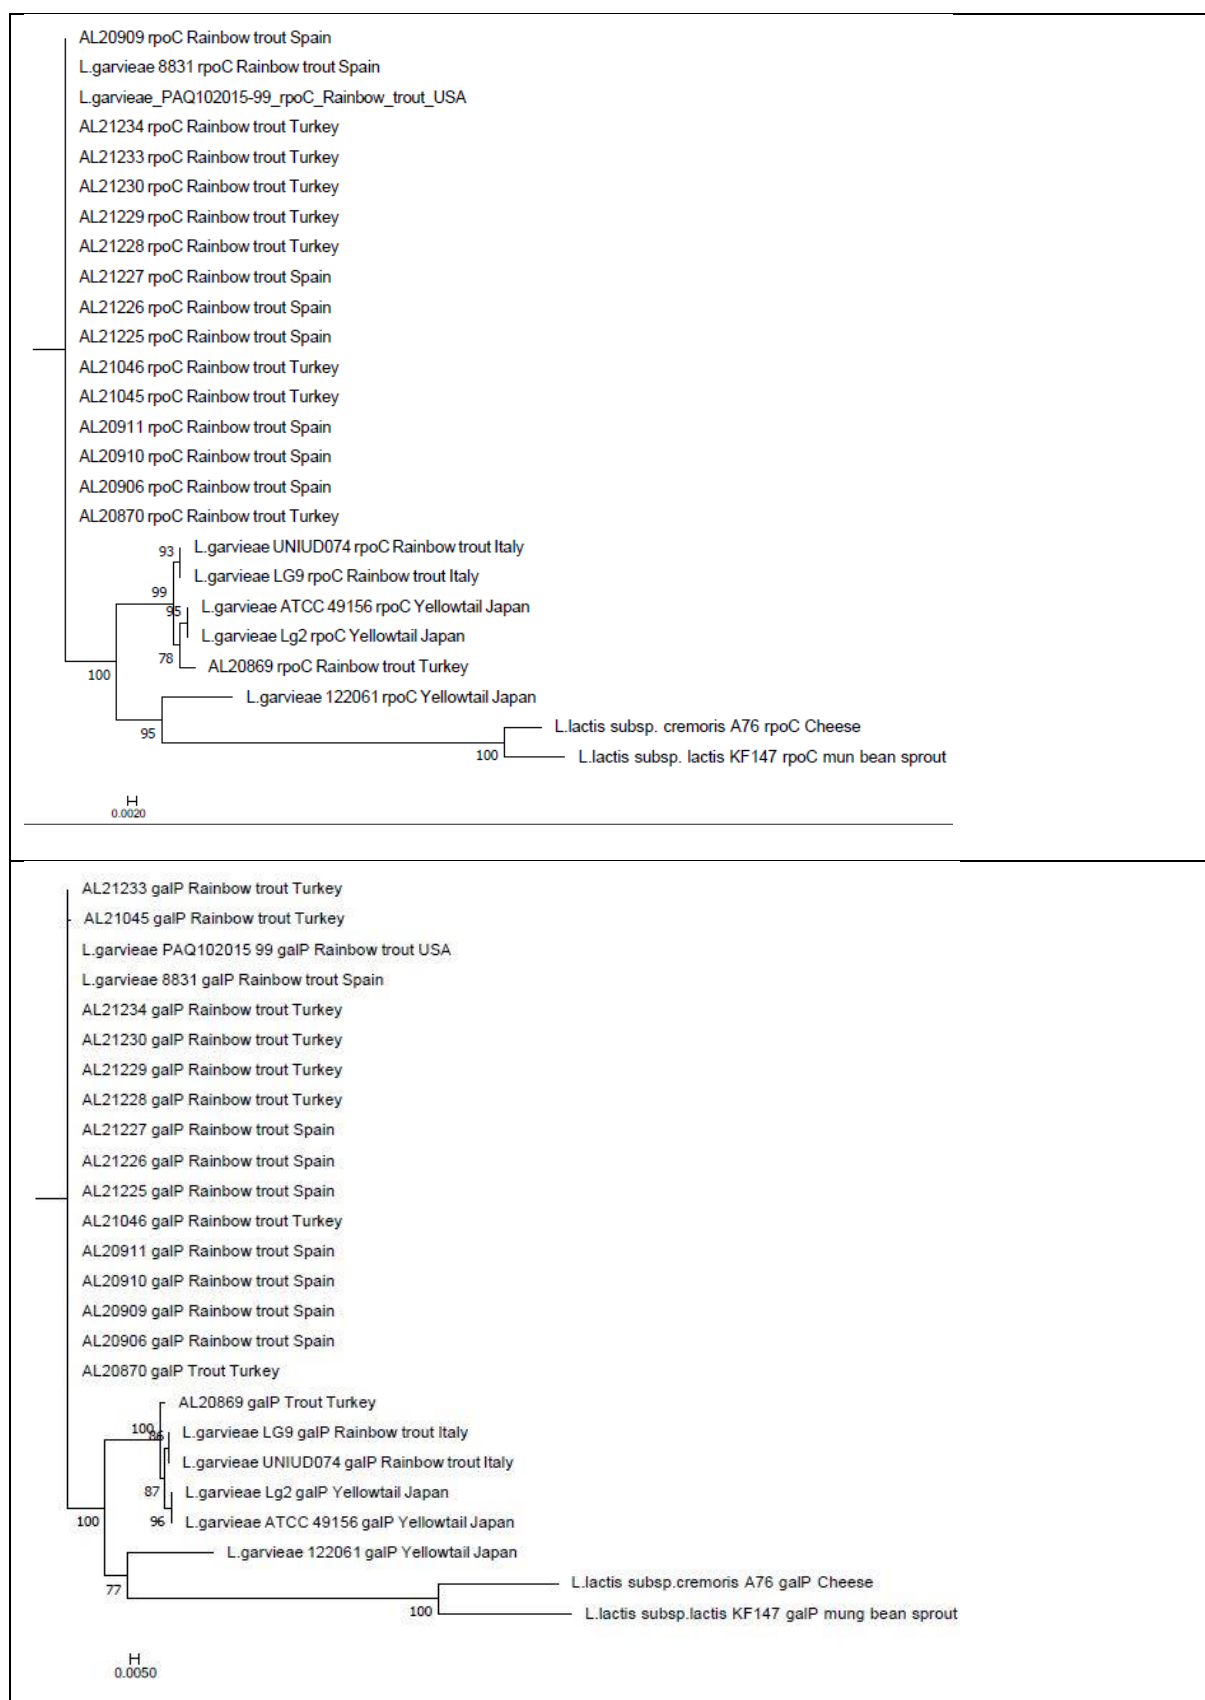 AL20909 rpoC Rainbow trout Spain
L.garvieae 8831 rpoC Rainbow trout Spain
L.garvieae_PAQ102015-99_rpoC_Rainbow_trout_USA
AL21234 rpoC Rainbow trout Turkey
AL21233 rpoC Rainbow trout Turkey
AL21230 rpoC Rainbow trout Turkey
AL21229 rpoC Rainbow trout Turkey
AL21228 rpoC Rainbow trout Turkey
AL21227 rpoC Rainbow trout Spain
AL21226 rpoC Rainbow trout Spain
AL21225 rpoC Rainbow trout Spain
AL21046 rpoC Rainbow trout Turkey
AL21045 rpoC Rainbow trout Turkey
AL20911 rpoC Rainbow trout Spain
AL20910 rpoC Rainbow trout Spain
AL20906 rpoC Rainbow trout Spain
AL20870 rpoC Rainbow trout Turkey
93 L.garvieae UNIUD074 rpoC Rainbow trout Italy
L.garvieae LG9 rpoC Rainbow trout Italy
99
95 L.garvieae ATCC 49156 rpoC Yellowtail Japan
L.garvieae Lg2 rpoC Yellowtail Japan
78 AL20869 rpoC Rainbow trout Turkey
100
L.garvieae 122061 rpoC Yellowtail Japan
95
L.lactis subsp. cremoris A76 rpoC Cheese
100 L.lactis subsp. lactis KF147 rpoC mun bean sprout
0.0020
AL21233 galP Rainbow trout Turkey
AL21045 galP Rainbow trout Turkey
L.garvieae PAQ102015 99 galP Rainbow trout USA
L.garvieae 8831 galP Rainbow trout Spain
AL21234 galP Rainbow trout Turkey
AL21230 galP Rainbow trout Turkey
AL21229 galP Rainbow trout Turkey
AL21228 galP Rainbow trout Turkey
AL21227 galP Rainbow trout Spain
AL21226 galP Rainbow trout Spain
AL21225 galP Rainbow trout Spain
AL21046 galP Rainbow trout Turkey
AL20911 galP Rainbow trout Spain
AL20910 galP Rainbow trout Spain
AL20909 galP Rainbow trout Spain
AL20906 galP Rainbow trout Spain
AL20870 galP Trout Turkey
AL20869 galP Trout Turkey
100 86 L.garvieae LG9 galP Rainbow trout Italy
L.garvieae UNIUD074 galP Rainbow trout Italy
87 L.garvieae Lg2 galP Yellowtail Japan
100 96 L.garvieae ATCC 49156 galP Yellowtail Japan
L.garvieae 122061 galP Yellowtail Japan
77
L.lactis subsp.cremoris A76 galP Cheese
100 L.lactis subsp.lactis KF147 galP mung bean sprout
0.0050